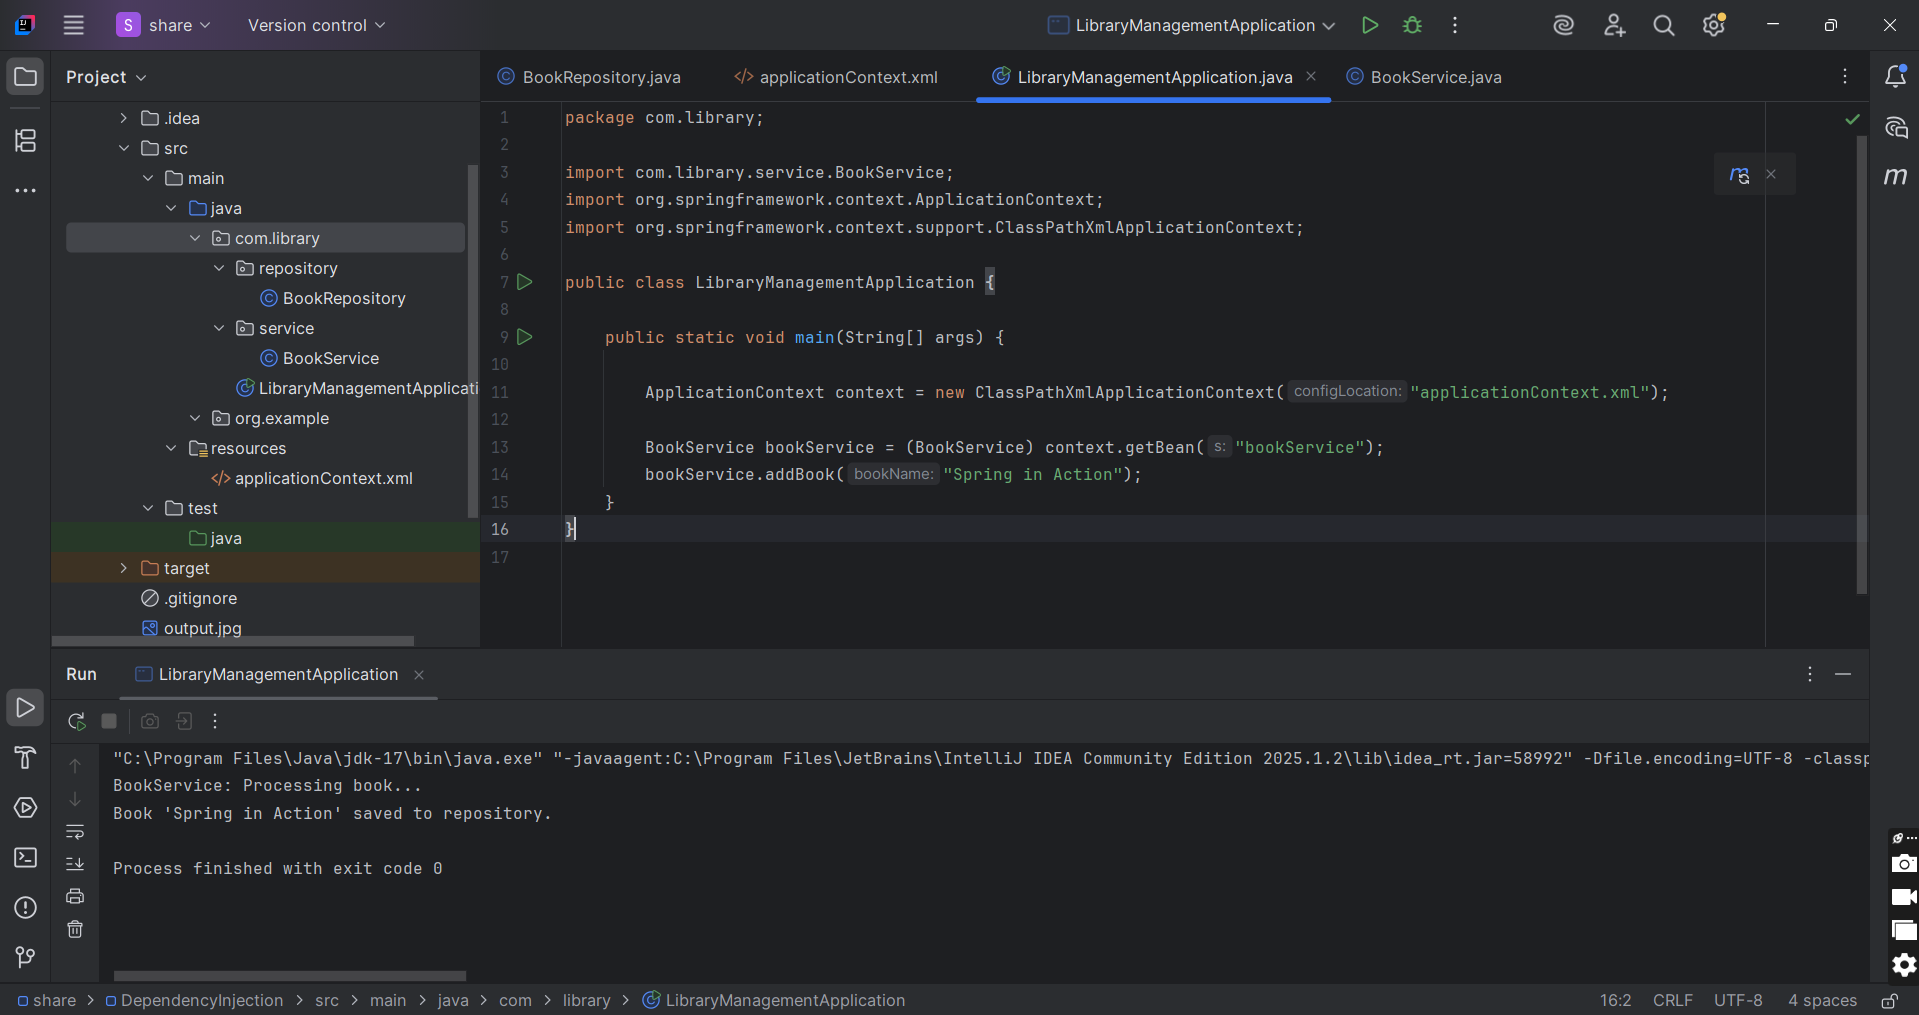 S share Version control LibraryManagementApplication
Project
BookRepository.java applicationContext.xml LibraryManagementApplication.java BookService.java
.idea
src
main
java
com.library
repository
BookRepository
service
BookService
LibraryManagementApplicati
org.example
resources
applicationContext.xml
test
java
target
.gitignore
output.jpg
1 package com.library;
2
3 import com.library.service.BookService;
4 import org.springframework.context.ApplicationContext;
5 import org.springframework.context.support.ClassPathXmlApplicationContext;
6
7 public class LibraryManagementApplication {
8
9 public static void main(String[] args) {
10
11 ApplicationContext context = new ClassPathXmlApplicationContext( configLocation: "applicationContext.xml");
12
13 BookService bookService = (BookService) context.getBean( s: "bookService");
14 bookService.addBook( bookName: "Spring in Action");
15 }
16 }
17
m
m
Run LibraryManagementApplication
"C:\Program Files\Java\jdk-17\bin\java.exe" "-javaagent:C:\Program Files\JetBrains\IntelliJ IDEA Community Edition 2025.1.2\lib\idea_rt.jar=58992" -Dfile.encoding=UTF-8 -classp
BookService: Processing book...
Book 'Spring in Action' saved to repository.
Process finished with exit code 0
share > DependencyInjection > src > main > java > com > library > LibraryManagementApplication
16:2 CRLF UTF-8 4 spaces